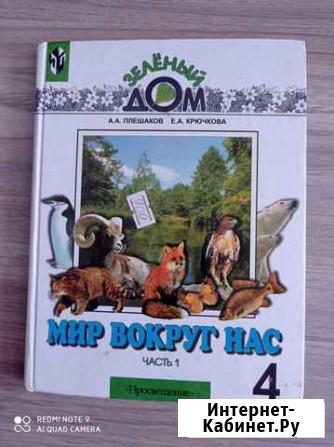 ЗЕЛЁНЫЙ
ДОМ
А.А. ПЛЕШАКОВ Е.А. КРЮЧКОВА
МИР ВОКРУГ НАС
ЧАСТЬ 1
4
«Просвещение»
REDMI NOTE 9
AI QUAD CAMERA
Интернет-
Кабинет.Ру